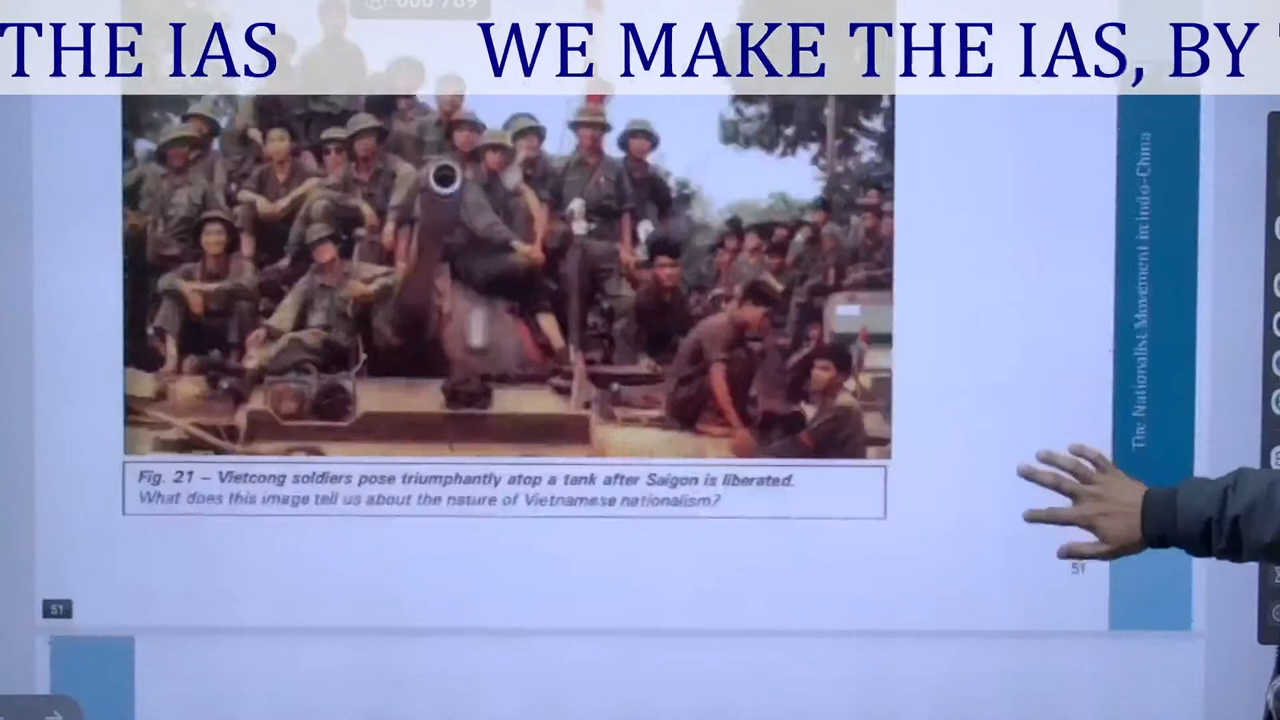 THE IAS WE MAKE THE IAS, BY
The Nationalist Movement in Indo-China
Fig. 21 – Vietcong soldiers pose triumphantly atop a tank after Saigon is liberated.
What does this image tell us about the nature of Vietnamese nationalism?
51
51